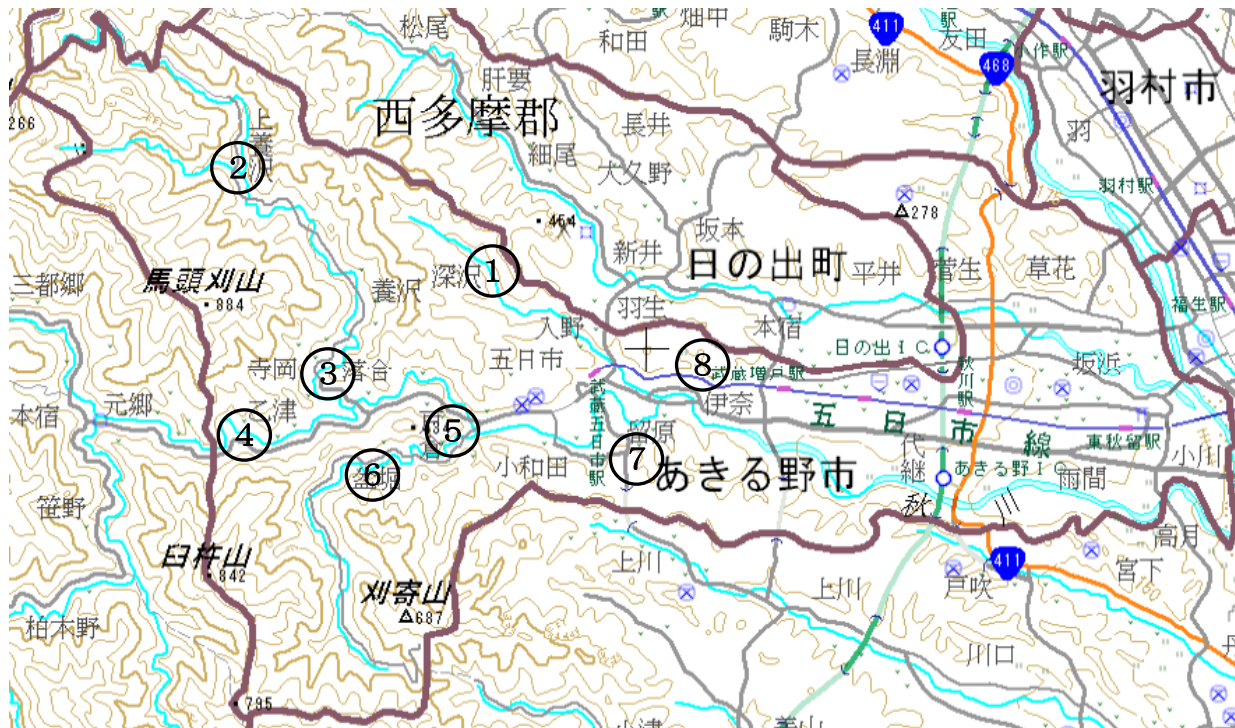 松尾
畑中
駒木
411
友田
小作駅
和田
長淵
468
羽村市
肝要
西多摩郡
長井
羽
266
上養沢
②
細尾
大久野
羽村駅
278
454
坂本
新井
日の出町
平井
菅生
草花
深沢
①
三都郷
馬頭刈山
884
養沢
福生駅
羽生
入野
本宿
五日市
⑧
日の出IC
坂浜
武蔵増戸駅
寺岡
③
落合
秋川駅
武蔵五日市駅
伊奈
五日市線
東秋留駅
本宿
元郷
乙津
④
⑤
留原
⑦
代継
小川
⑥
小和田
あきる野市
あきる野IC
雨間
笹野
秋川
高月
臼杵山
842
上川
411
宮下
刈寄山
687
上川
戸吹
柏木野
川口
795